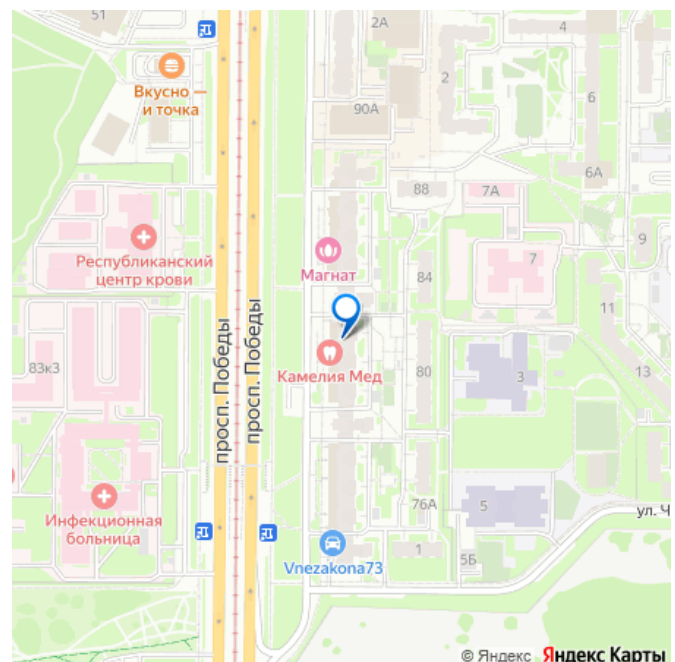 51
2А
4
2
Вкусно —
и точка
90А
6
6А
88
7А
9
Республиканский
центр крови
Магнат
84
7
11
просп. Победы
просп. Победы
83к3
Камелия Мед
80
3
13
Инфекционная
больница
76А
5
ул. Ч
Vnezakona73
1
5Б
© Яндекс Яндекс Карты